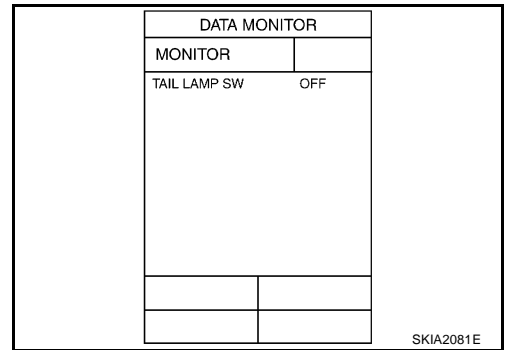 DATA MONITOR
MONITOR
TAIL LAMP SW OFF
SKIA2081E